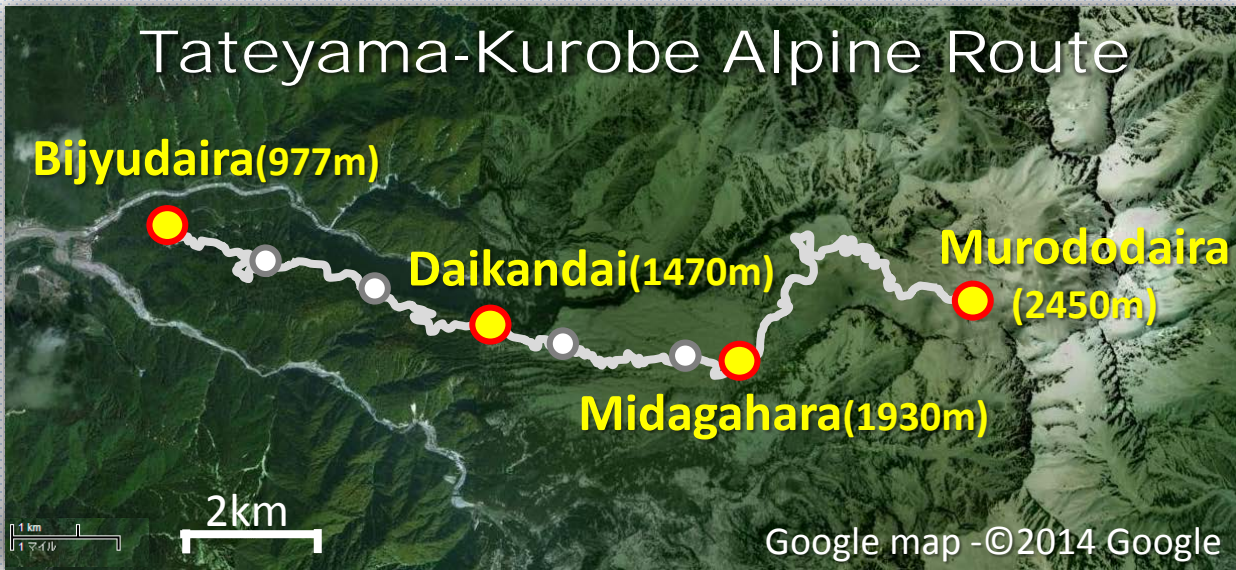 Tateyama-Kurobe Alpine Route
Bijyudaira(977m)
Daikandai(1470m)
Murododaira
(2450m)
Midagahara(1930m)
2km
1 km
1 マイル
Google map -©2014 Google